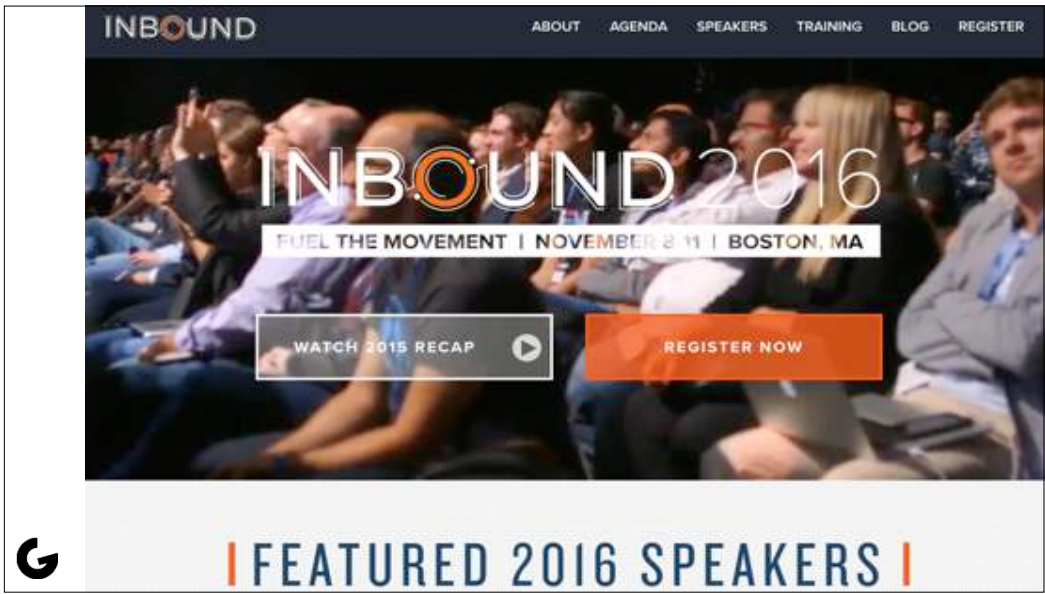 INBOUND
ABOUT AGENDA SPEAKERS TRAINING BLOG REGISTER
INBOUND 2016
FUEL THE MOVEMENT | NOVEMBER 8-11 | BOSTON, MA
WATCH 2015 RECAP
REGISTER NOW
| FEATURED 2016 SPEAKERS |
G